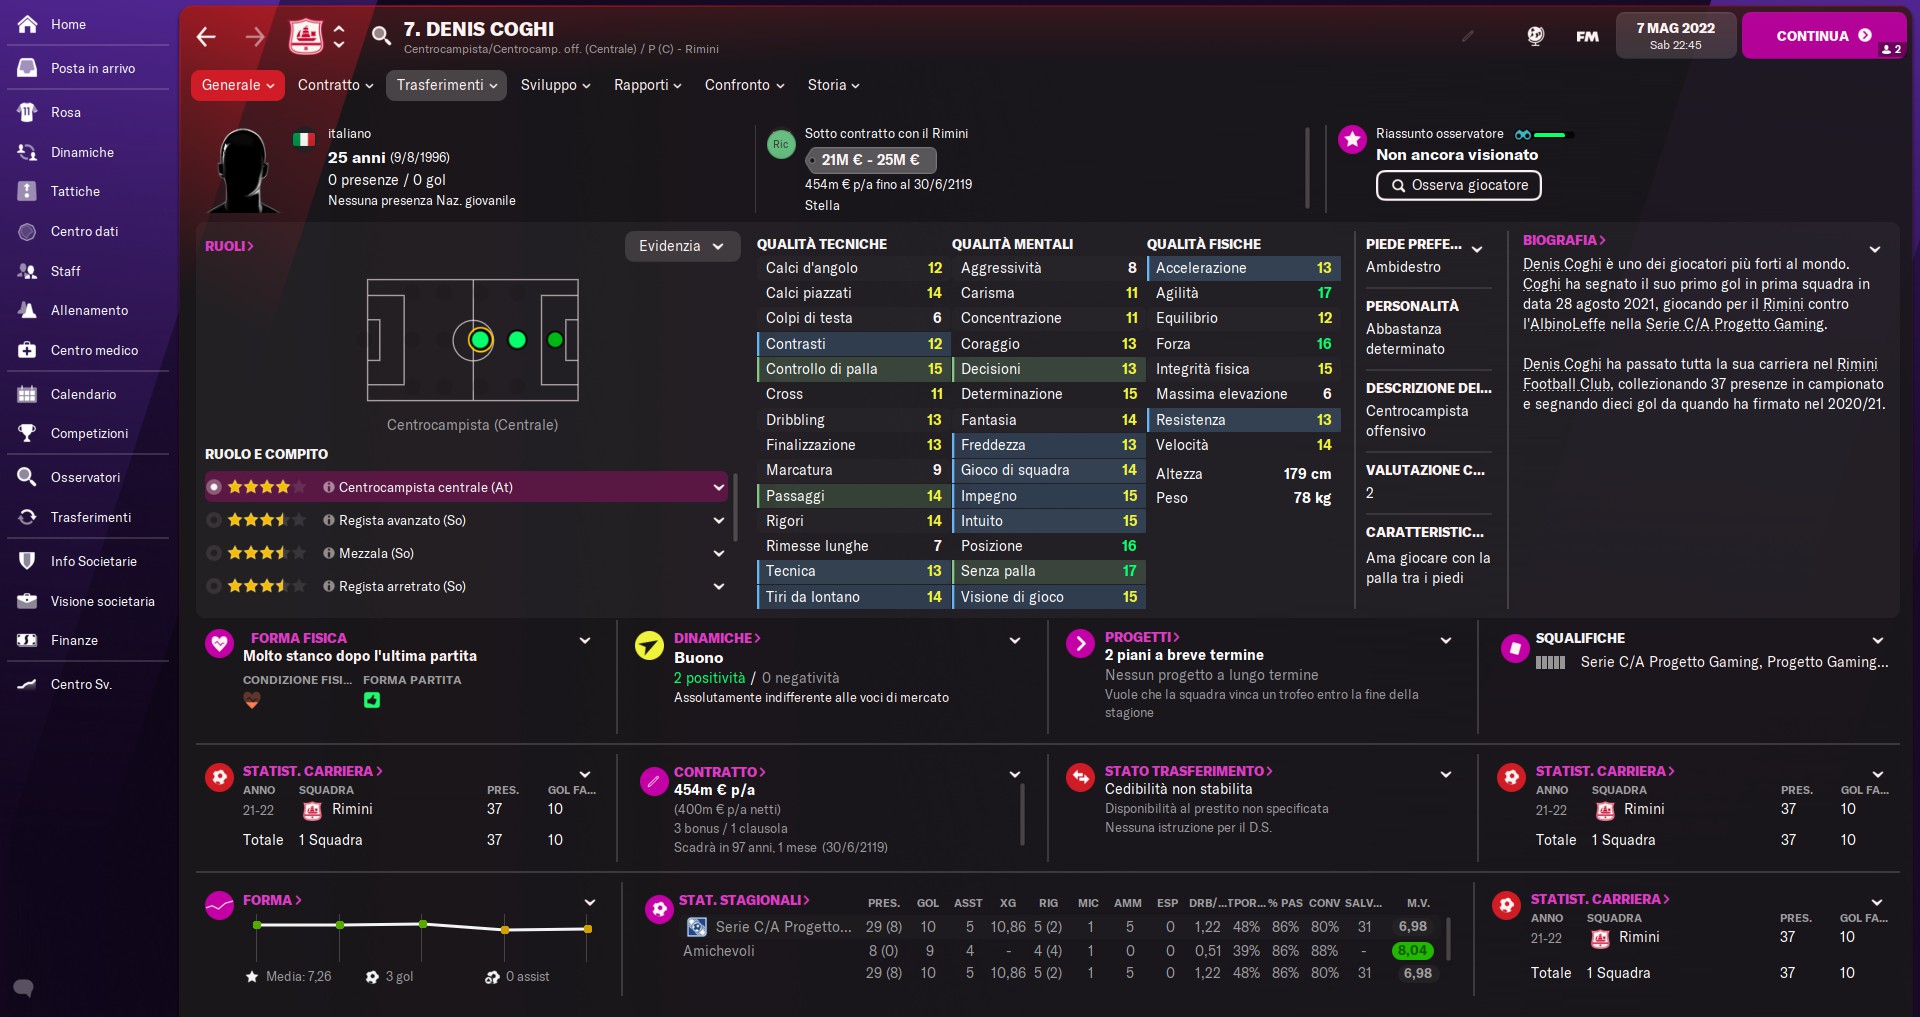 Home
Posta in arrivo
Rosa
Dinamiche
Tattiche
Centro dati
Staff
Allenamento
Centro medico
Calendario
Competizioni
Osservatori
Trasferimenti
Info Societarie
Visione societaria
Finanze
Centro Sv.
7. DENIS COGHI
Centrocampista/Centrocamp. off. (Centrale) / P (C) - Rimini
FM
7 MAG 2022
Sab 22:45
CONTINUA
2
Generale Contratto Trasferimenti Sviluppo Rapporti Confronto Storia
italiano
25 anni (9/8/1996)
0 presenze / 0 gol
Nessuna presenza Naz. giovanile
Ric
Sotto contratto con il Rimini
21M € - 25M €
454m € p/a fino al 30/6/2119
Stella
Riassunto osservatore
Non ancora visionato
Osserva giocatore
RUOLI
Evidenzia
Centrocampista (Centrale)
RUOLO E COMPITO
Centrocampista centrale (At)
Regista avanzato (So)
Mezzala (So)
Regista arretrato (So)
QUALITÀ TECNICHE
Calci d'angolo 12
Calci piazzati 14
Colpi di testa 6
Contrasti 12
Controllo di palla 15
Cross 11
Dribbling 13
Finalizzazione 13
Marcatura 9
Passaggi 14
Rigori 14
Rimesse lunghe 7
Tecnica 13
Tiri da lontano 14
QUALITÀ MENTALI
Aggressività 8
Carisma 11
Concentrazione 11
Coraggio 13
Decisioni 13
Determinazione 15
Fantasia 14
Freddezza 13
Gioco di squadra 14
Impegno 15
Intuito 15
Posizione 16
Senza palla 17
Visione di gioco 15
QUALITÀ FISICHE
Accelerazione 13
Agilità 17
Equilibrio 12
Forza 16
Integrità fisica 15
Massima elevazione 6
Resistenza 13
Velocità 14
Altezza 179 cm
Peso 78 kg
PIEDE PREFE...
Ambidestro
PERSONALITÀ
Abbastanza
determinato
DESCRIZIONE DEI...
Centrocampista
offensivo
VALUTAZIONE C...
2
CARATTERISTIC...
Ama giocare con la
palla tra i piedi
BIOGRAFIA
Denis Coghi è uno dei giocatori più forti al mondo.
Coghi ha segnato il suo primo gol in prima squadra in
data 28 agosto 2021, giocando per il Rimini contro
l'AlbinoLeffe nella Serie C/A Progetto Gaming.
Denis Coghi ha passato tutta la sua carriera nel Rimini
Football Club, collezionando 37 presenze in campionato
e segnando dieci gol da quando ha firmato nel 2020/21.
FORMA FISICA
Molto stanco dopo l'ultima partita
CONDIZIONE FISI... FORMA PARTITA
DINAMICHE
Buono
2 positività / 0 negatività
Assolutamente indifferente alle voci di mercato
PROGETTI
2 piani a breve termine
Nessun progetto a lungo termine
Vuole che la squadra vinca un trofeo entro la fine della
stagione
SQUALIFICHE
Serie C/A Progetto Gaming, Progetto Gaming...
STATIST. CARRIERA
ANNO SQUADRA PRES. GOL FA...
21-22 Rimini 37 10
Totale 1 Squadra 37 10
CONTRATTO
454m € p/a
(400m € p/a netti)
3 bonus / 1 clausola
Scadrà in 97 anni, 1 mese (30/6/2119)
STATO TRASFERIMENTO
Cedibilità non stabilita
Disponibilità al prestito non specificata
Nessuna istruzione per il D.S.
STATIST. CARRIERA
ANNO SQUADRA PRES. GOL FA...
21-22 Rimini 37 10
Totale 1 Squadra 37 10
FORMA
Media: 7,26 3 gol 0 assist
STAT. STAGIONALI PRES. GOL ASST XG RIG MIC AMM ESP DRB/... TPOR... % PAS CONV SALV... M.V.
Serie C/A Progetto... 29 (8) 10 5 10,86 5 (2) 1 5 0 1,22 48% 86% 80% 31 6,98
Amichevoli 8 (0) 9 4 - 4 (4) 1 0 0 0,51 39% 86% 88% - 8,04
29 (8) 10 5 10,86 5 (2) 1 5 0 1,22 48% 86% 80% 31 6,98
STATIST. CARRIERA
ANNO SQUADRA PRES. GOL FA...
21-22 Rimini 37 10
Totale 1 Squadra 37 10